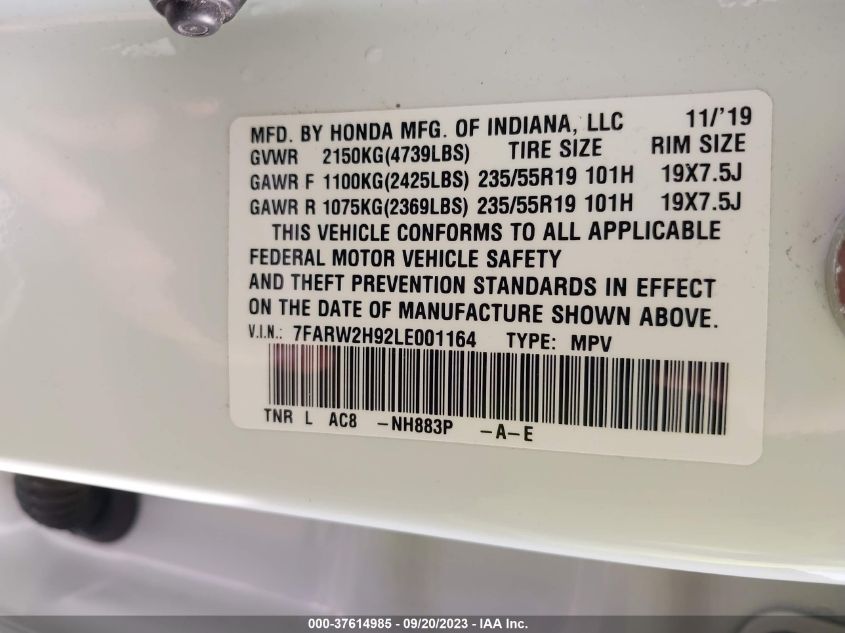 MFD. BY HONDA MFG. OF INDIANA, LLC 11/'19
GVWR 2150KG(4739LBS) TIRE SIZE RIM SIZE
GAWR F 1100KG(2425LBS) 235/55R19 101H 19X7.5J
GAWR R 1075KG(2369LBS) 235/55R19 101H 19X7.5J
THIS VEHICLE CONFORMS TO ALL APPLICABLE
FEDERAL MOTOR VEHICLE SAFETY
AND THEFT PREVENTION STANDARDS IN EFFECT
ON THE DATE OF MANUFACTURE SHOWN ABOVE.
V.I.N.: 7FARW2H92LE001164 TYPE: MPV
TNR L AC8 -NH883P -A-E
000-37614985 - 09/20/2023 - IAA Inc.